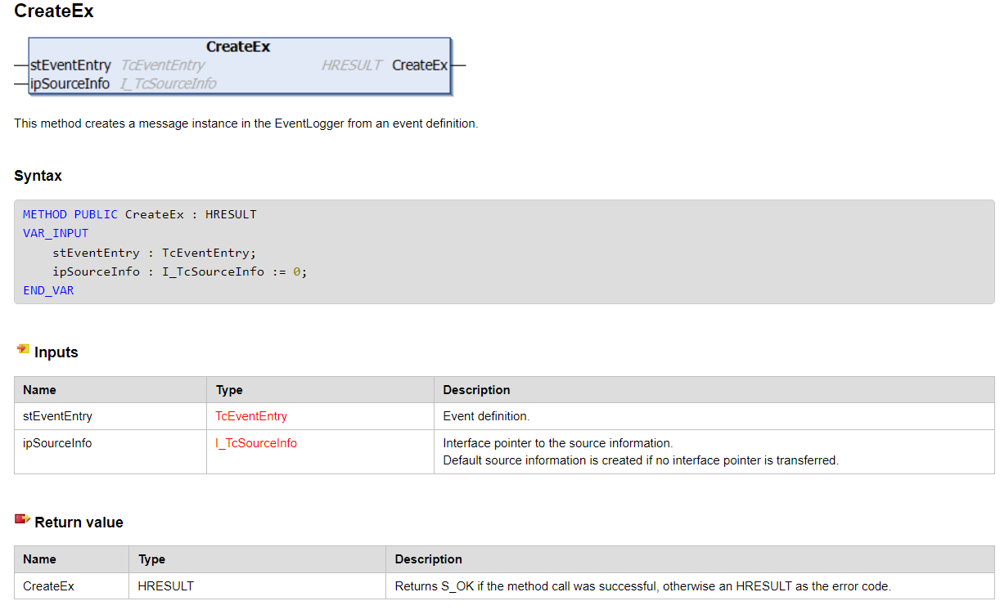 CreateEx
CreateEx
stEventEntry TcEventEntry HRESULT CreateEx
ipSourceInfo I_TcSourceInfo
This method creates a message instance in the EventLogger from an event definition.
Syntax
METHOD PUBLIC CreateEx : HRESULT
VAR_INPUT
    stEventEntry : TcEventEntry;
    ipSourceInfo : I_TcSourceInfo := 0;
END_VAR
Inputs
Name Type Description
stEventEntry TcEventEntry Event definition.
ipSourceInfo I_TcSourceInfo Interface pointer to the source information.
Default source information is created if no interface pointer is transferred.
Return value
Name Type Description
CreateEx HRESULT Returns S_OK if the method call was successful, otherwise an HRESULT as the error code.